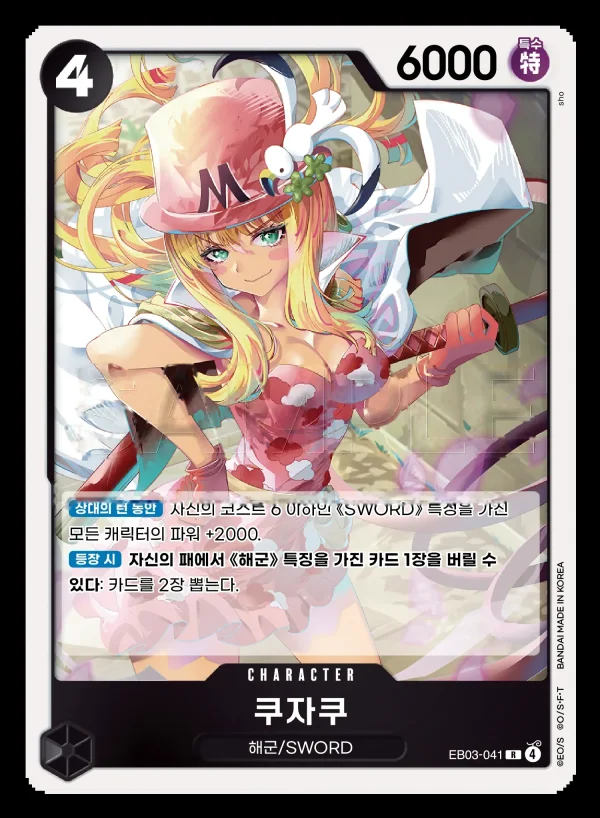 4
6000
특수
特
sho
M
SAMPLE
상대의 턴 동안 자신의 코스트 6 이하인 《SWORD》 특징을 가진
모든 캐릭터의 파워 +2000.
등장 시 자신의 패에서 《해군》 특징을 가진 카드 1장을 버릴 수
있다: 카드를 2장 뽑는다.
CHARACTER
쿠자쿠
해군/SWORD
EB03-041 R 4
©EO/S ©O/S·F·T BANDAI MADE IN KOREA